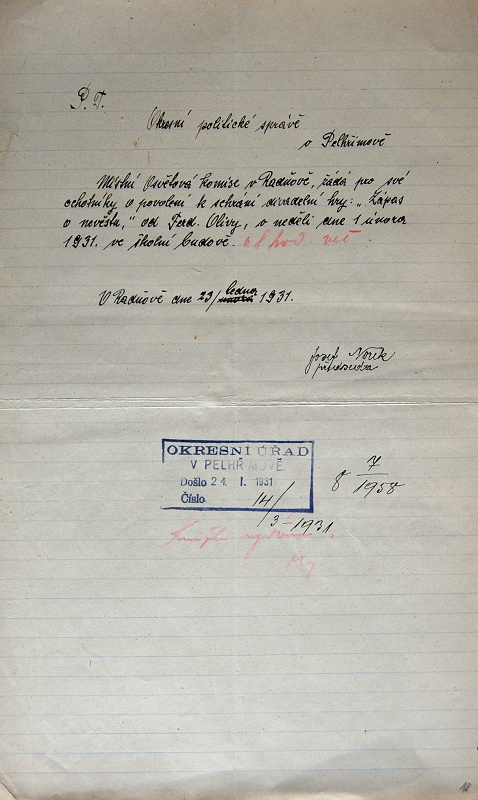 P. T.
Okresní politické správě
v Pelhřimově
Místní Osvětová komise v Radňově, žádá pro své
ochotníky o povolení k sehraní divadelní hry: „Zápas
o nevěstu," od Ferd. Olivy, v neděli dne 1 února
1931. ve školní budově. o 8 hod. več
V Radňově dne 23/ ledna 1931.
Josef
předseda
OKRESNÍ ÚŘAD
V PELHŘIMOVĚ
Došlo 24. I. 1931
Číslo 14/
/3-1931
8 7/1958
18